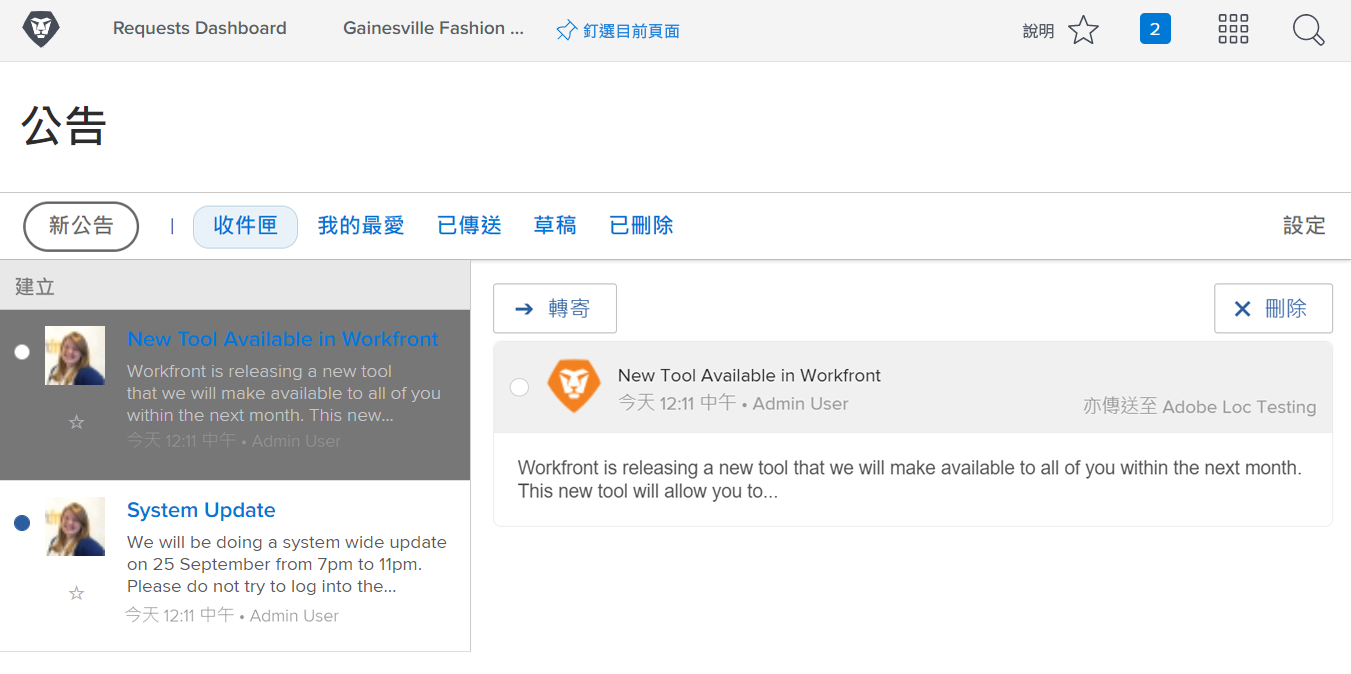 Requests Dashboard
Gainesville Fashion ...
釘選目前頁面
說明
2
公告
新公告
收件匣
我的最愛
已傳送
草稿
已刪除
設定
建立
New Tool Available in Workfront
Workfront is releasing a new tool
that we will make available to all of you
within the next month. This new...
今天 12:11 中午 • Admin User
System Update
We will be doing a system wide update
on 25 September from 7pm to 11pm.
Please do not try to log into the...
今天 12:11 中午 • Admin User
轉寄
刪除
New Tool Available in Workfront
今天 12:11 中午 • Admin User
亦傳送至 Adobe Loc Testing
Workfront is releasing a new tool that we will make available to all of you within the next month.
This new tool will allow you to...